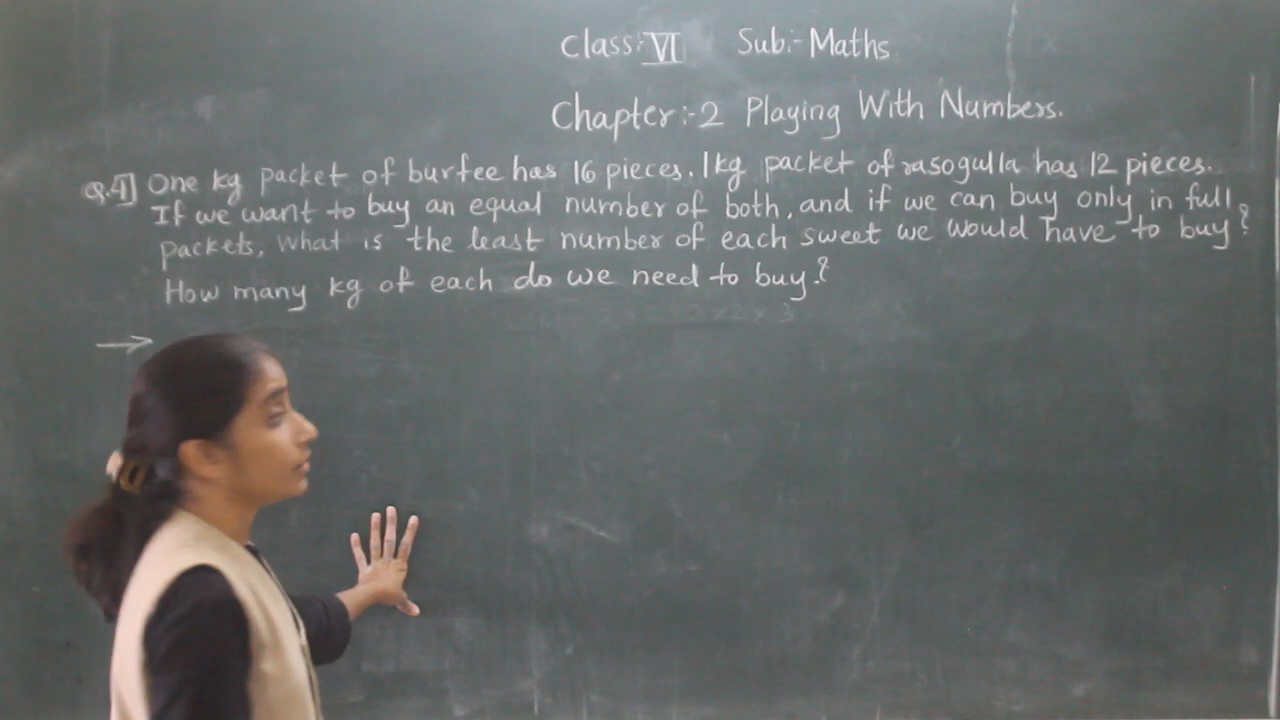 Class:- VI Sub:- Maths
Chapter:-2 Playing With Numbers.
Q.4] One kg packet of burfee has 16 pieces. 1kg packet of rasogulla has 12 pieces.
If we want to buy an equal number of both, and if we can buy only in full
packets, What is the least number of each sweet we would have to buy?
How many kg of each do we need to buy?
→